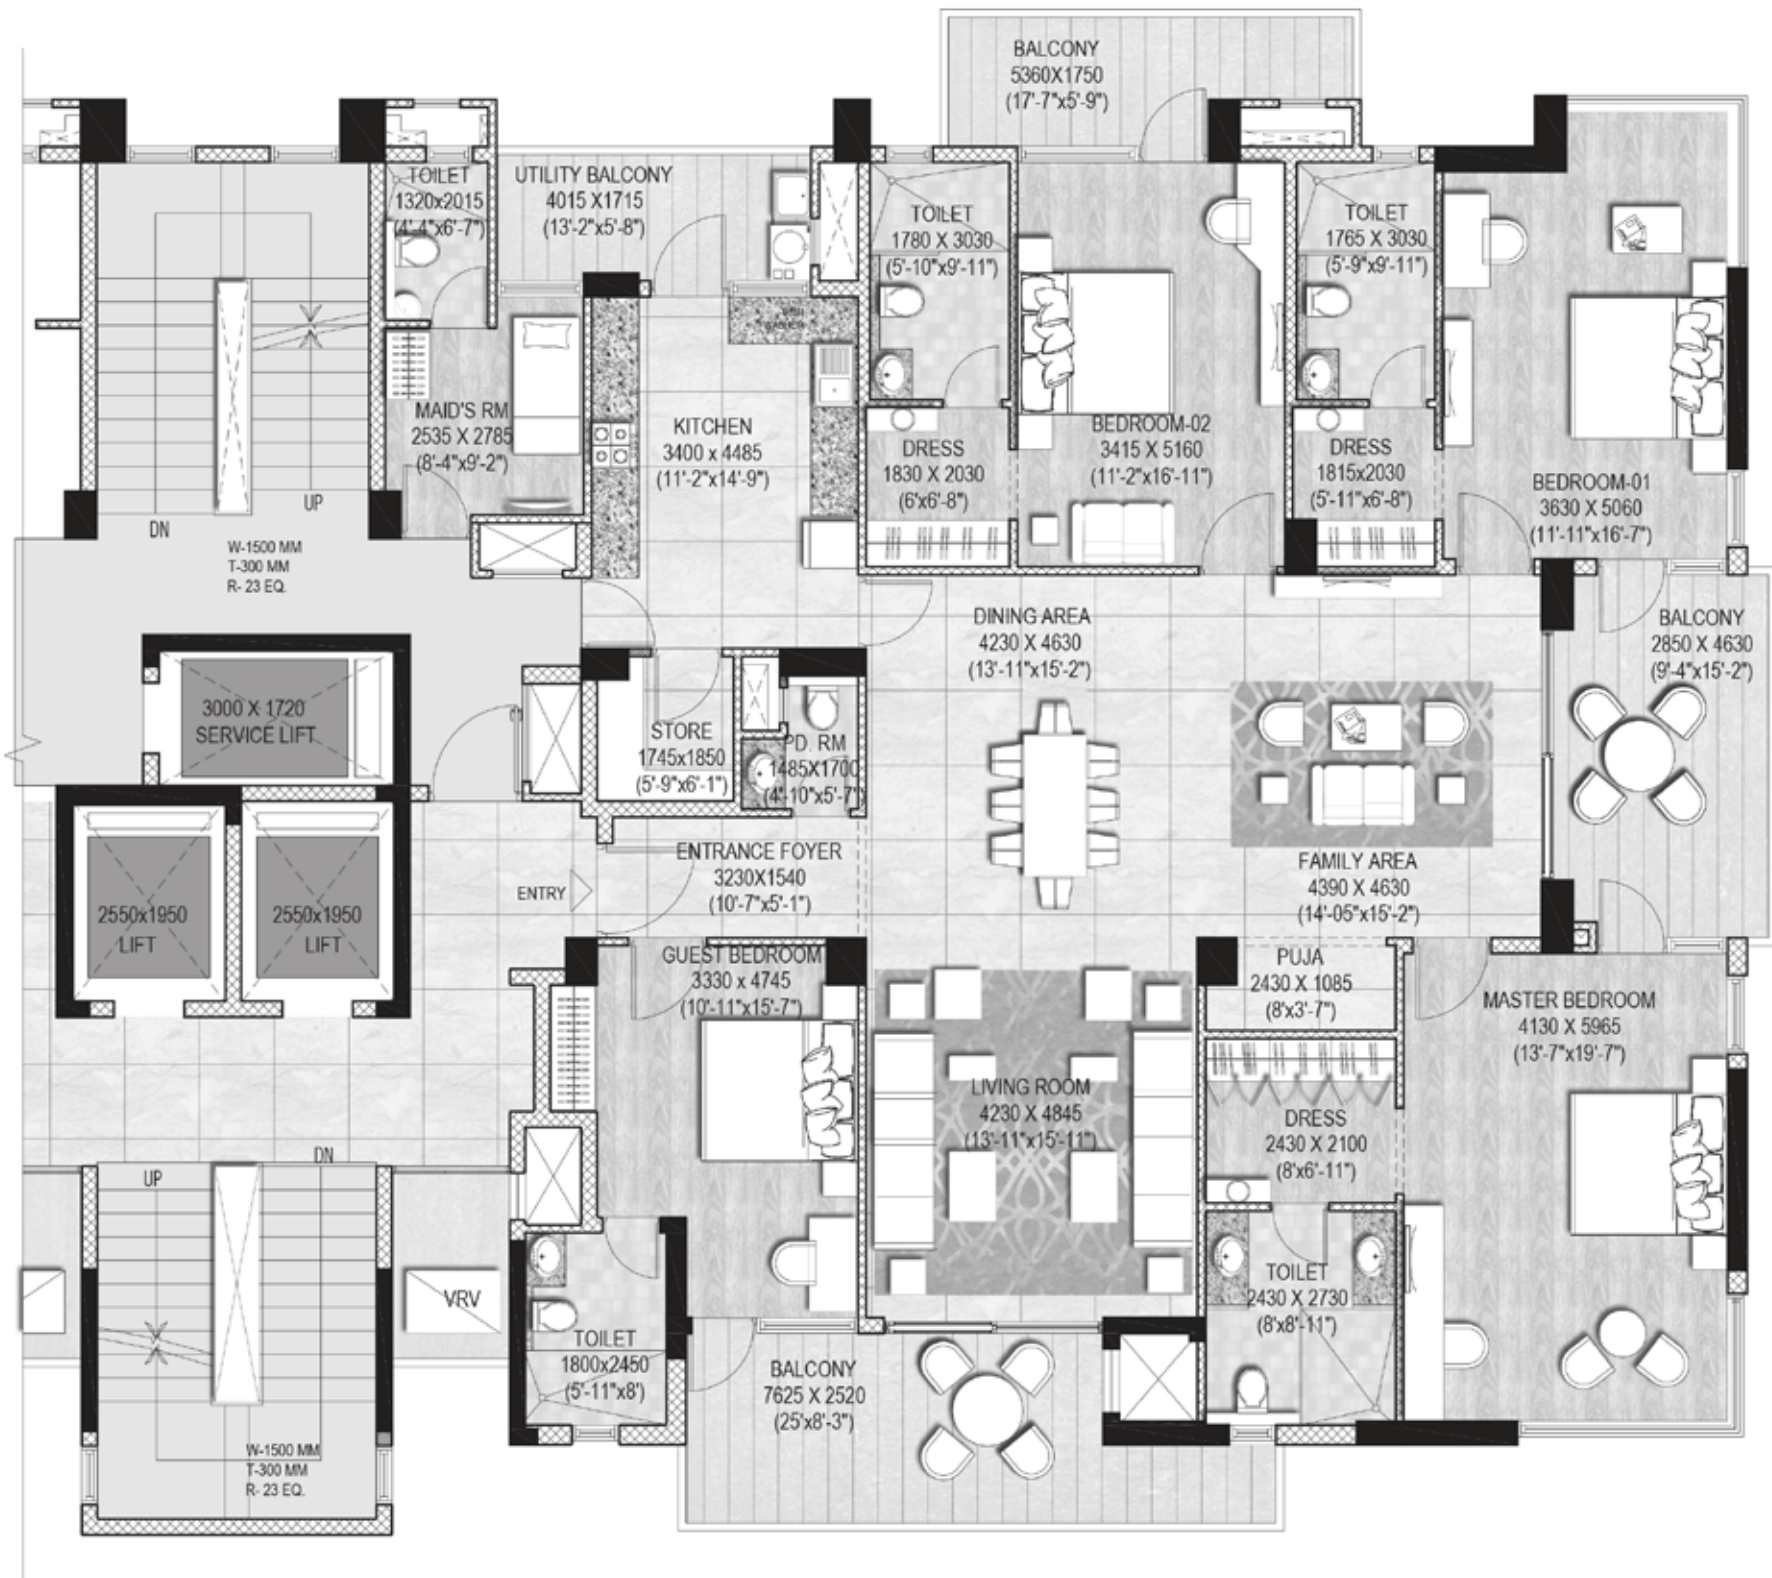 BALCONY
5360X1750
(17'-7"x5'-9")
TOILET
1320x2015
(4'-4"x6'-7")
UTILITY BALCONY
4015 X1715
(13'-2"x5'-8")
TOILET
1780 X 3030
(5'-10"x9'-11")
TOILET
1765 X 3030
(5'-9"x9'-11")
MAID'S RM
2535 X 2785
(8'-4"x9'-2")
KITCHEN
3400 x 4485
(11'-2"x14'-9")
DRESS
1830 X 2030
(6'x6'-8")
BEDROOM-02
3415 X 5160
(11'-2"x16'-11")
DRESS
1815x2030
(5'-11"x6'-8")
BEDROOM-01
3630 X 5060
(11'-11"x16'-7")
DN
UP
W-1500 MM
T-300 MM
R- 23 EQ.
DINING AREA
4230 X 4630
(13'-11"x15'-2")
BALCONY
2850 X 4630
(9'-4"x15'-2")
3000 X 1720
SERVICE LIFT
STORE
1745x1850
(5'-9"x6'-1")
PD. RM
1485X1700
(4'-10"x5'-7")
ENTRANCE FOYER
3230X1540
(10'-7"x5'-1")
FAMILY AREA
4390 X 4630
(14'-05"x15'-2")
ENTRY
2550x1950
LIFT
2550x1950
LIFT
GUEST BEDROOM
3330 x 4745
(10'-11"x15'-7")
PUJA
2430 X 1085
(8'x3'-7")
MASTER BEDROOM
4130 X 5965
(13'-7"x19'-7")
LIVING ROOM
4230 X 4845
(13'-11"x15'-11")
DRESS
2430 X 2100
(8'x6'-11")
UP
DN
VRV
TOILET
2430 X 2730
(8'x8'-11")
TOILET
1800x2450
(5'-11"x8')
BALCONY
7625 X 2520
(25'x8'-3")
W-1500 MM
T-300 MM
R- 23 EQ.